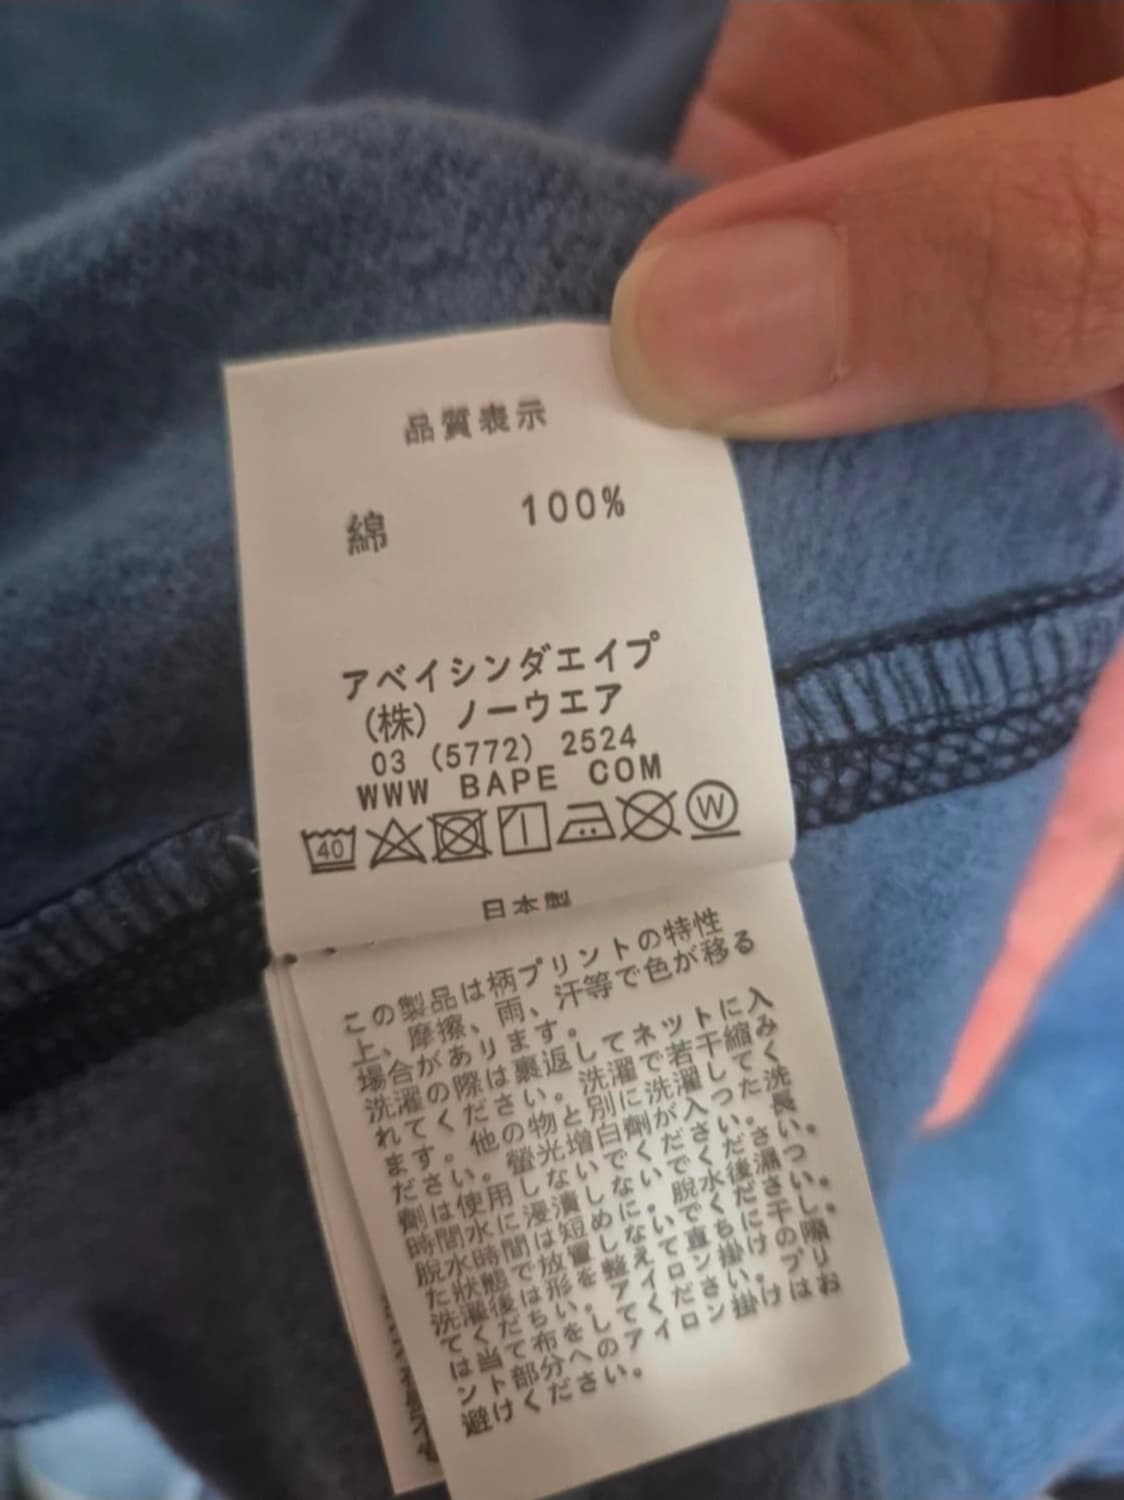 品質表示
綿 100%
アベイシンダエイプ
(株) ノーウエア
03 (5772) 2524
WWW BAPE COM
40 W
日本製
この製品は柄プリントの特性
上、摩擦、雨、汗等で色が移る
場合があります。
洗濯の際は裏返してネットに入
れてください。洗濯で若干縮み
ます。他の物と別に洗濯してく
ださい。螢光増白劑が入った洗
劑は使用しないでください。長
時間水に浸漬しないでください。
脱水時間は短めに。脱水後濡つ
た状態で放置しないでください。
洗濯後は形を整えて直ちに干し
てくだちい。アイロン掛けの際
は当て布をしてください。プリ
ント部分へのアイロン掛けはお
避けください。